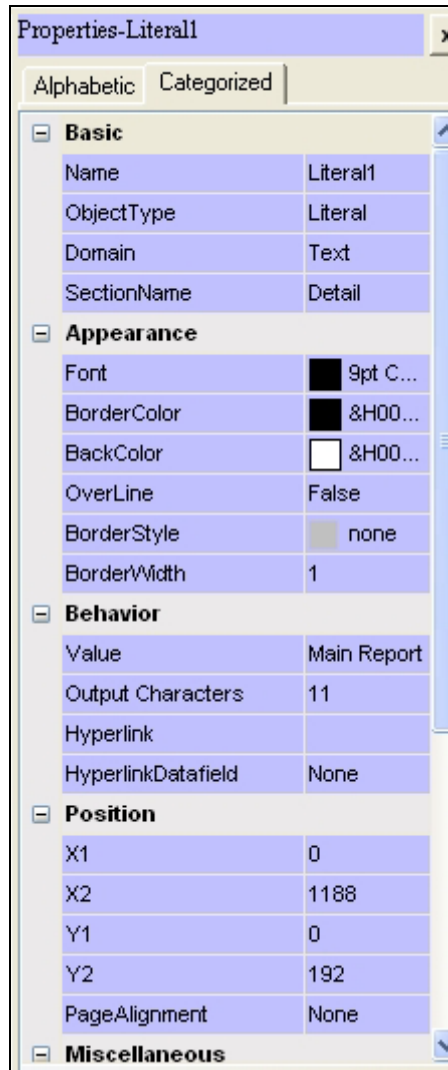 Properties-Literal1
x
Alphabetic Categorized
Basic
Name Literal1
ObjectType Literal
Domain Text
SectionName Detail
Appearance
Font 9pt C...
BorderColor &H00...
BackColor &H00...
OverLine False
BorderStyle none
BorderWidth 1
Behavior
Value Main Report
Output Characters 11
Hyperlink
HyperlinkDatafield None
Position
X1 0
X2 1188
Y1 0
Y2 192
PageAlignment None
Miscellaneous